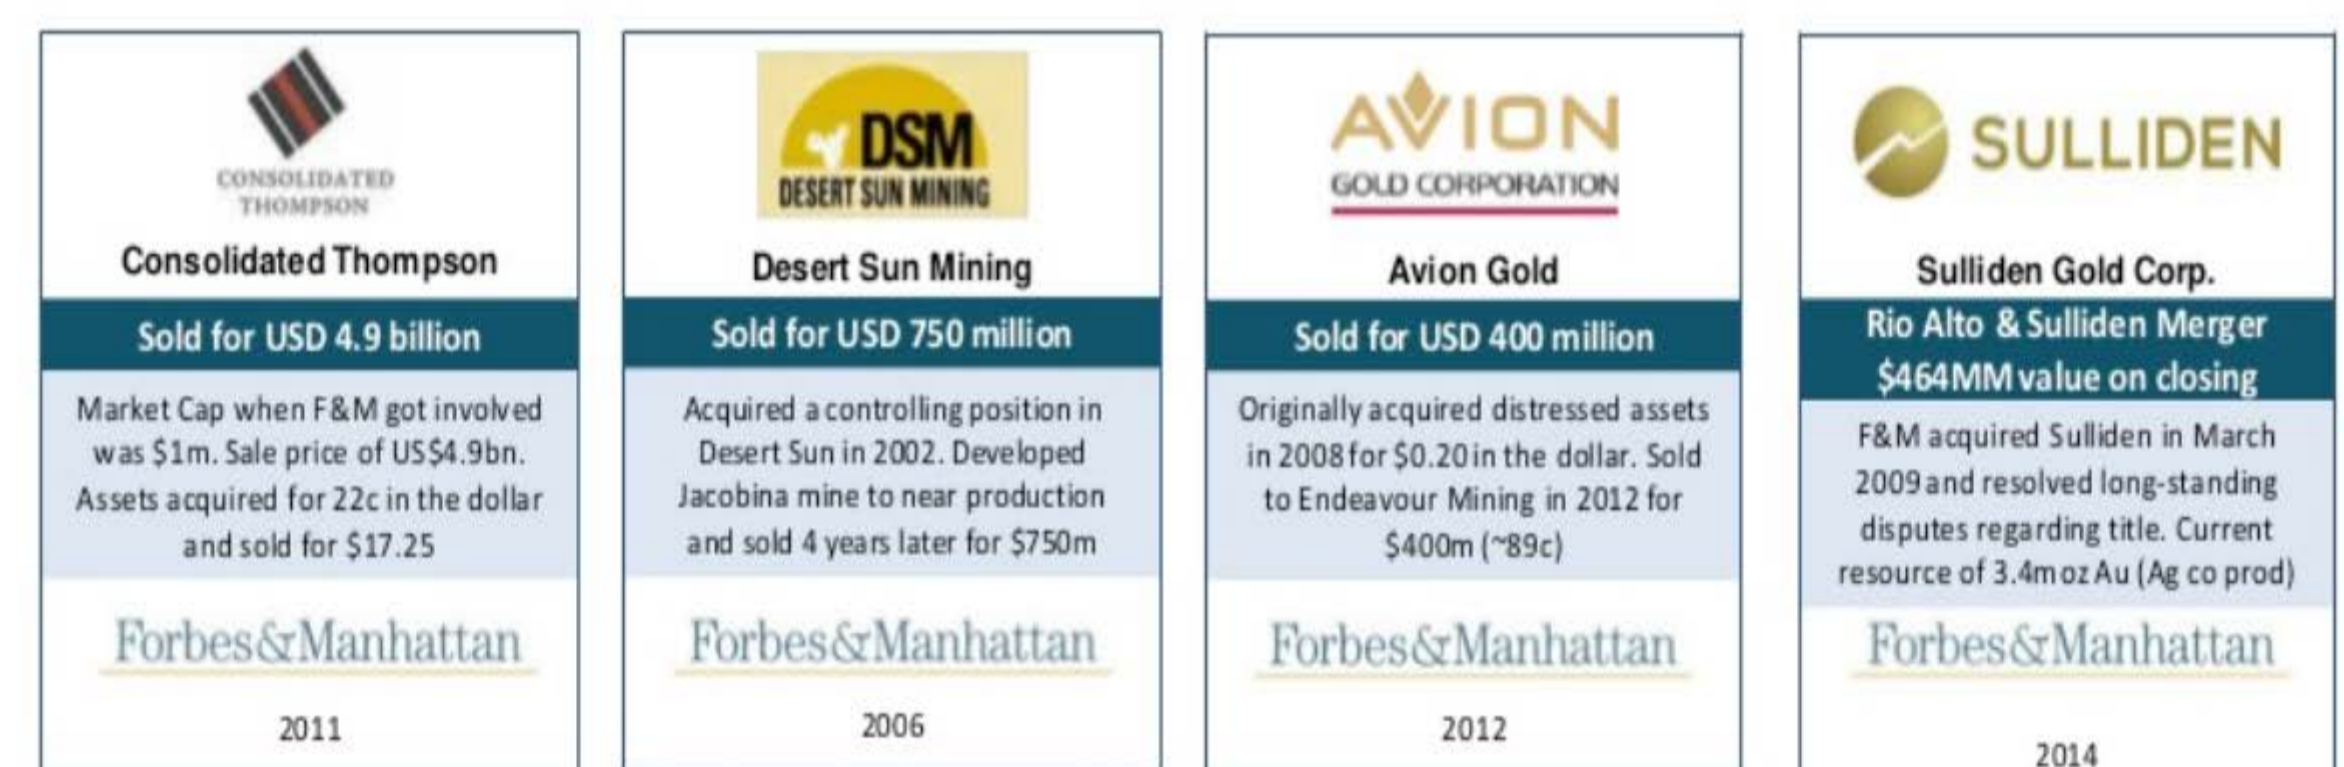 CONSOLIDATED
THOMPSON
Consolidated Thompson
Sold for USD 4.9 billion
Market Cap when F&M got involved
was $1m. Sale price of US$4.9bn.
Assets acquired for 22c in the dollar
and sold for $17.25
Forbes&Manhattan
2011
DSM
DESERT SUN MINING
Desert Sun Mining
Sold for USD 750 million
Acquired a controlling position in
Desert Sun in 2002. Developed
Jacobina mine to near production
and sold 4 years later for $750m
Forbes&Manhattan
2006
AVION
GOLD CORPORATION
Avion Gold
Sold for USD 400 million
Originally acquired distressed assets
in 2008 for $0.20 in the dollar. Sold
to Endeavour Mining in 2012 for
$400m (~89c)
Forbes&Manhattan
2012
SULLIDEN
Sulliden Gold Corp.
Rio Alto & Sulliden Merger
$464MM value on closing
F&M acquired Sulliden in March
2009 and resolved long-standing
disputes regarding title. Current
resource of 3.4m oz Au (Ag co prod)
Forbes&Manhattan
2014